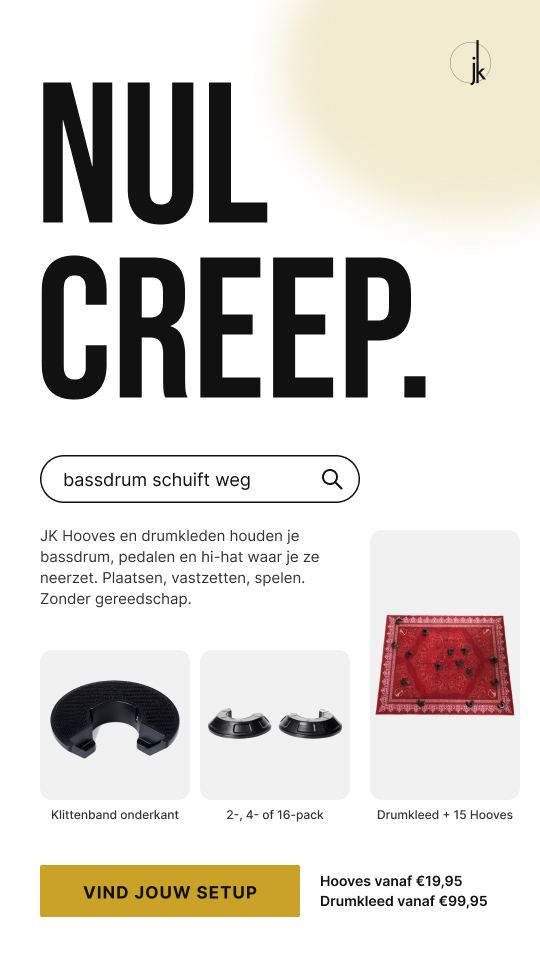 jk
NUL
CREEP.
bassdrum schuift weg
JK Hooves en drumkleden houden je
bassdrum, pedalen en hi-hat waar je ze
neerzet. Plaatsen, vastzetten, spelen.
Zonder gereedschap.
Klittenband onderkant
2-, 4- of 16-pack
Drumkleed + 15 Hooves
VIND JOUW SETUP
Hooves vanaf €19,95
Drumkleed vanaf €99,95